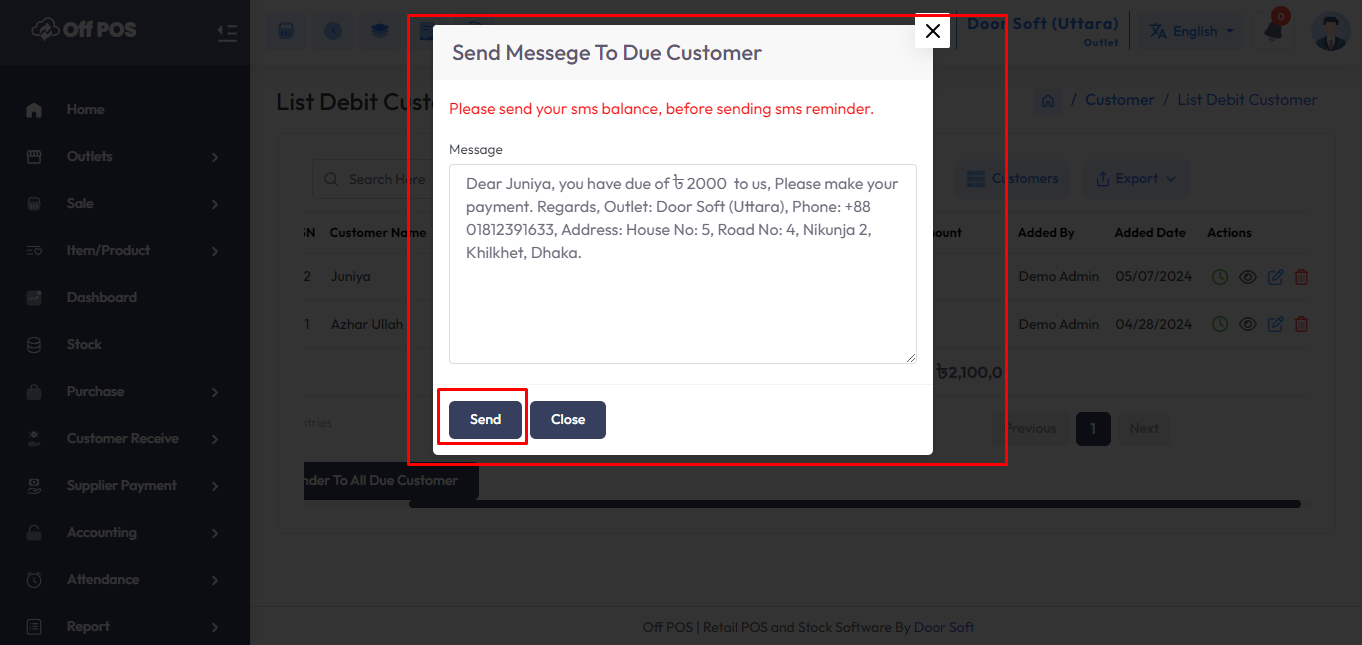 Off POS
Door Soft (Uttara)
Outlet
English
0
Home
Outlets
Sale
Item/Product
Dashboard
Stock
Purchase
Customer Receive
Supplier Payment
Accounting
Attendance
Report
List Debit Cust
/ Customer / List Debit Customer
Search Here
Customers
Export
SN Customer Name ount Added By Added Date Actions
2 Juniya Demo Admin 05/07/2024
1 Azhar Ullah Demo Admin 04/28/2024
৳2,100,0
ntries
Previous 1 Next
nder To All Due Customer
Send Messege To Due Customer
Please send your sms balance, before sending sms reminder.
Message
Dear Juniya, you have due of ৳ 2000 to us, Please make your
payment. Regards, Outlet: Door Soft (Uttara), Phone: +88
01812391633, Address: House No: 5, Road No: 4, Nikunja 2,
Khilkhet, Dhaka.
Send
Close
Off POS | Retail POS and Stock Software By Door Soft